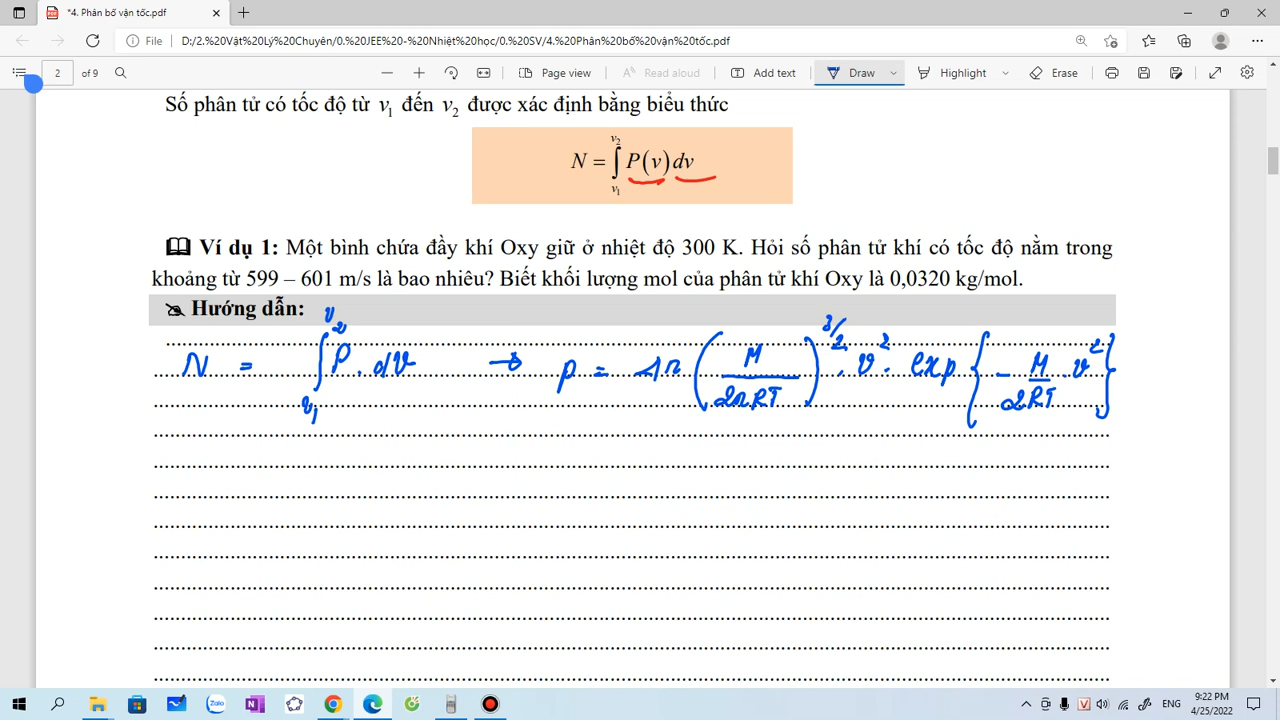 *4. Phân bố vận tốc.pdf
File D:/2.%20Vật%20Lý%20Chuyên/0.%20JEE%20-%20Nhiệt%20học/0.%20SV/4.%20Phân%20bố%20vận%20tốc.pdf
2 of 9 Page view Read aloud Add text Draw Highlight Erase
Số phân tử có tốc độ từ v₁ đến v₂ được xác định bằng biểu thức
N = ∫_{v₁}^{v₂} P(v) dv
Ví dụ 1: Một bình chứa đầy khí Oxy giữ ở nhiệt độ 300 K. Hỏi số phân tử khí có tốc độ nằm trong
khoảng từ 599 – 601 m/s là bao nhiêu? Biết khối lượng mol của phân tử khí Oxy là 0,0320 kg/mol.
Hướng dẫn:
N = ∫_{v₁}^{v₂} P . dv → P = 4π (M / 2πRT)^{3/2} . v² . exp {- M / 2RT . v²}
Zalo N V ENG 9:22 PM
4/25/2022